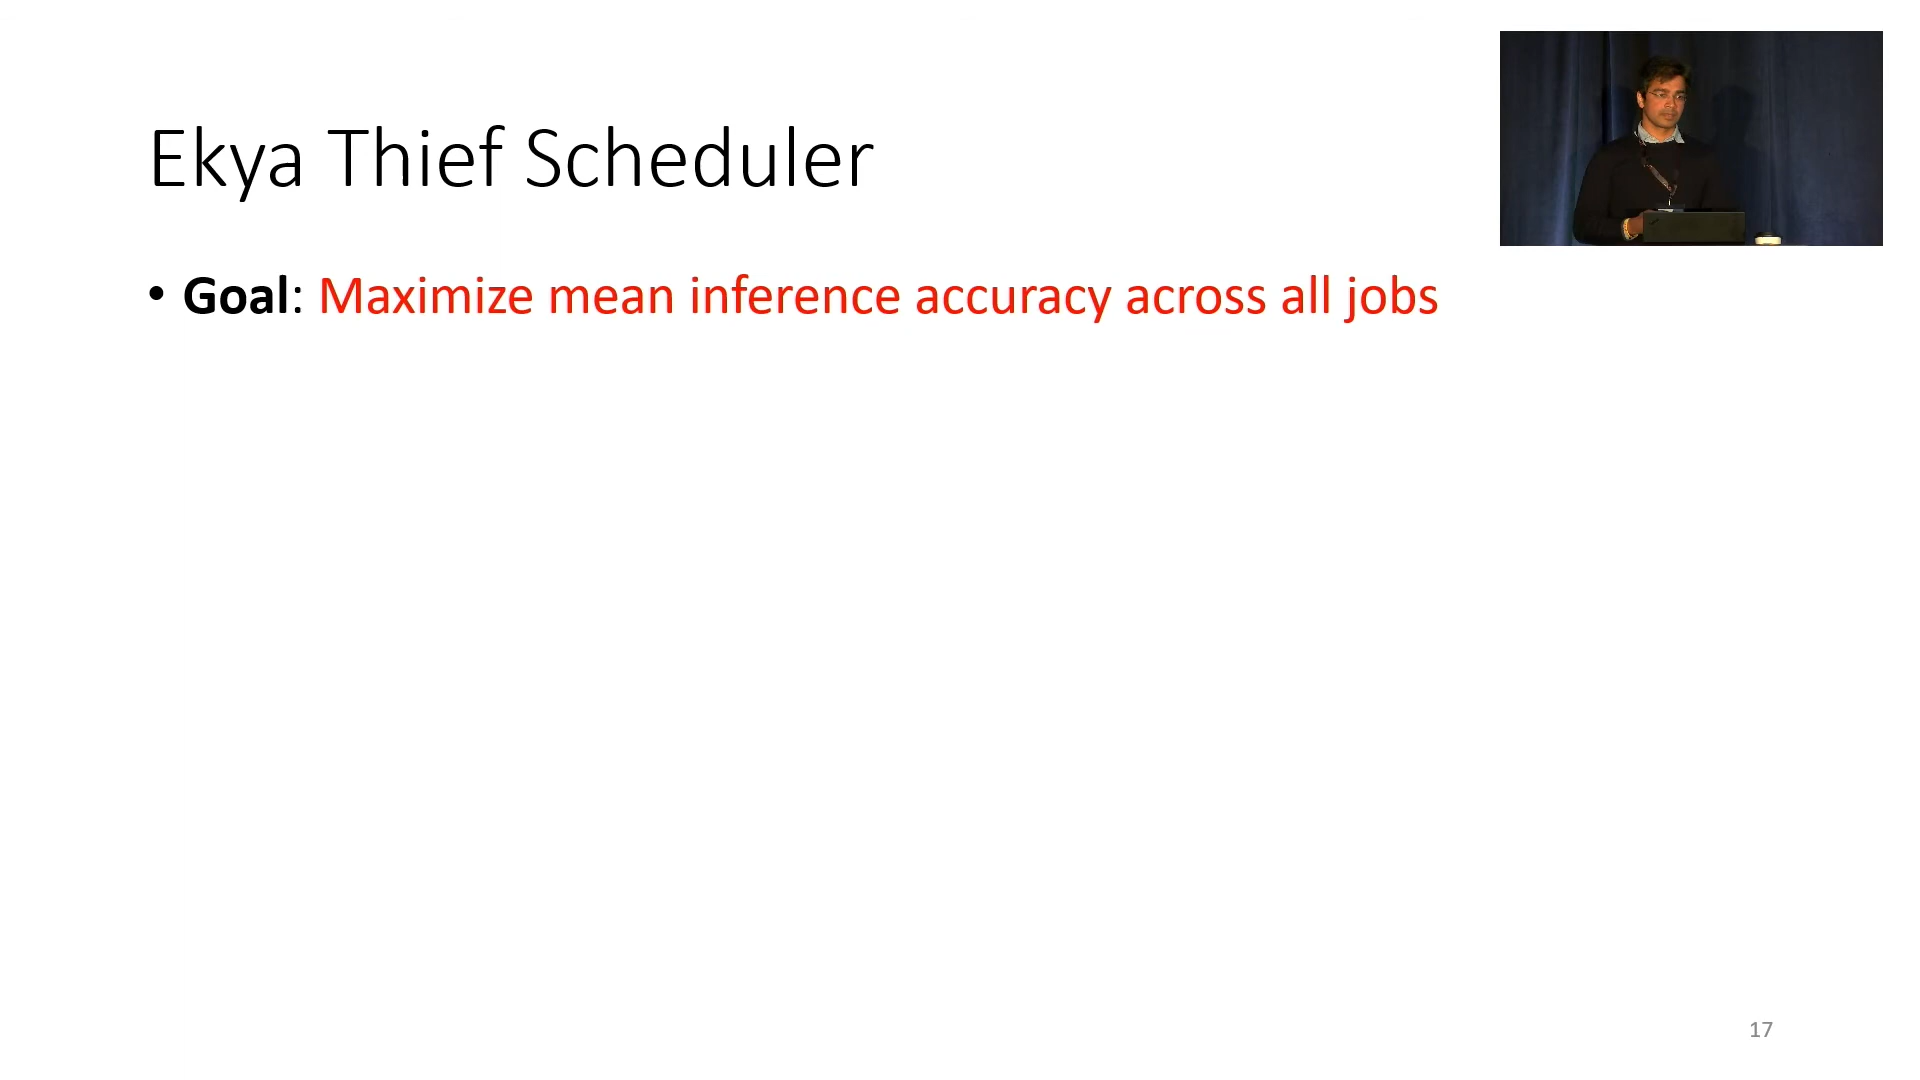 Ekya Thief Scheduler
• Goal: Maximize mean inference accuracy across all jobs
17